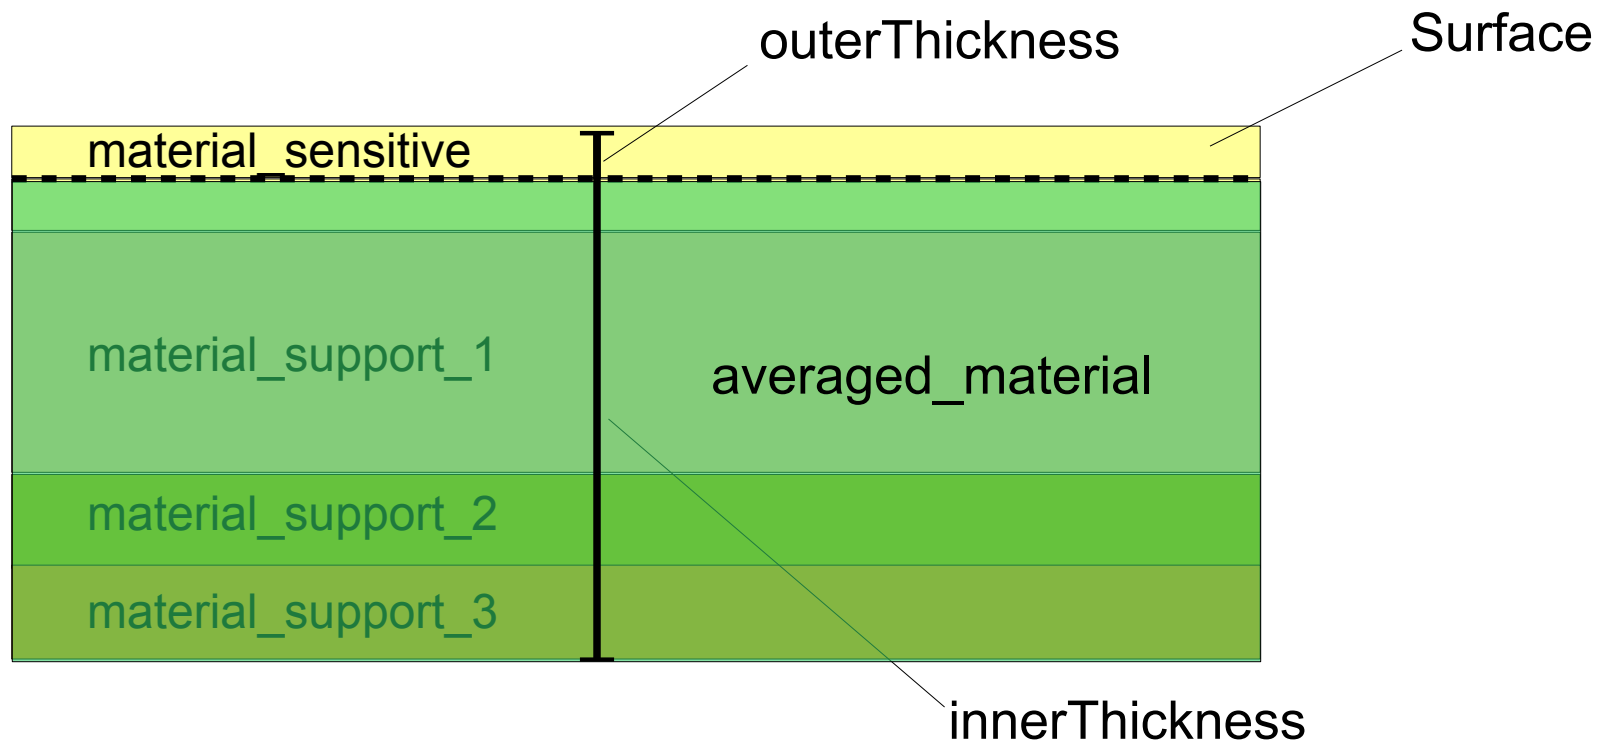 outerThickness
Surface
material_sensitive
material_support_1
averaged_material
material_support_2
material_support_3
innerThickness